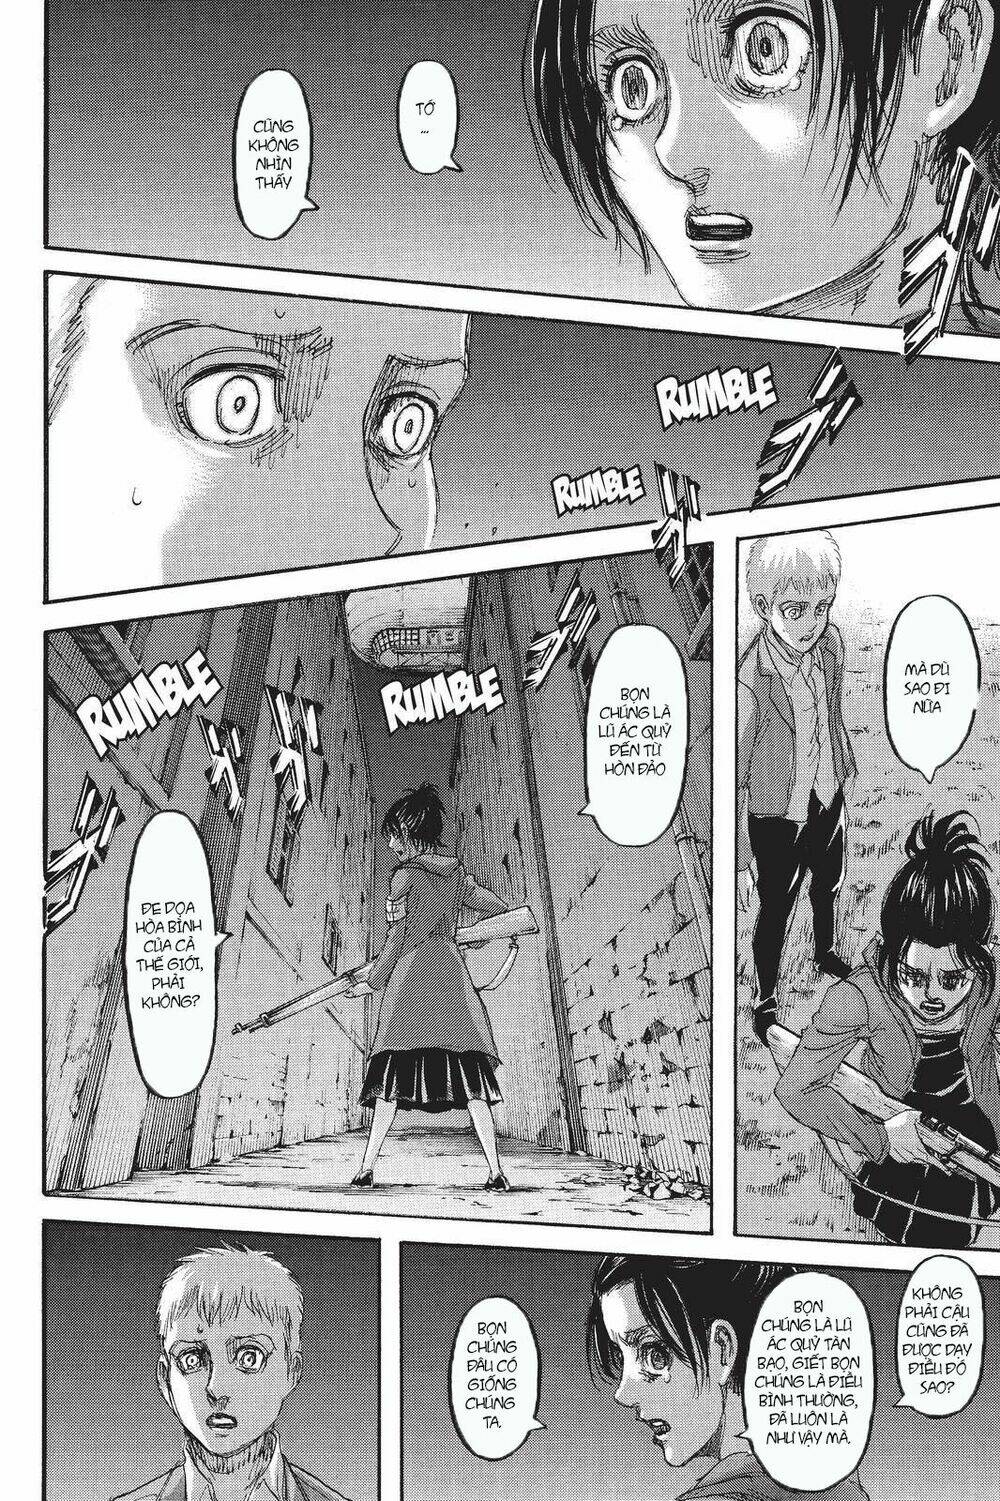 TỚ
...
CŨNG
KHÔNG
NHÌN
THẤY
RUMBLE
RUMBLE
MÀ DÙ
SAO ĐI
NỮA
BỌN
CHÚNG LÀ
LŨ ÁC QUỶ
ĐẾN TỪ
HÒN ĐẢO
RUMBLE
RUMBLE
ĐE DỌA
HÒA BÌNH
CỦA CẢ
THẾ GIỚI,
PHẢI
KHÔNG?
KHÔNG
PHẢI CẬU
CŨNG ĐÃ
ĐƯỢC DẠY
ĐIỀU ĐÓ
SAO?
BỌN
CHÚNG LÀ LŨ
ÁC QUỶ TÀN
BẠO, GIẾT BỌN
CHÚNG LÀ ĐIỀU
BÌNH THƯỜNG,
ĐÃ LUÔN LÀ
NHƯ VẬY MÀ.
BỌN
CHÚNG
ĐÂU CÓ
GIỐNG
CHÚNG
TA.